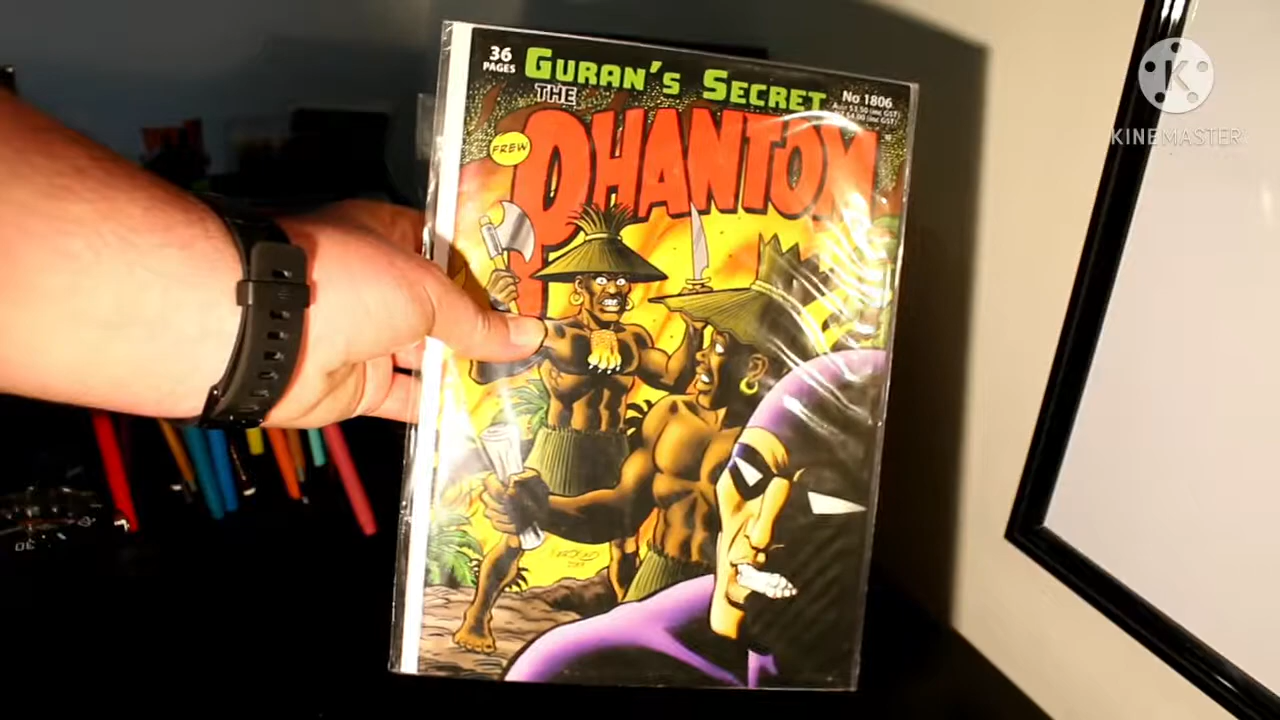 36
PAGES
GURAN'S SECRET
No 1806
THE
FREW
PHANTOM
KINEMASTER